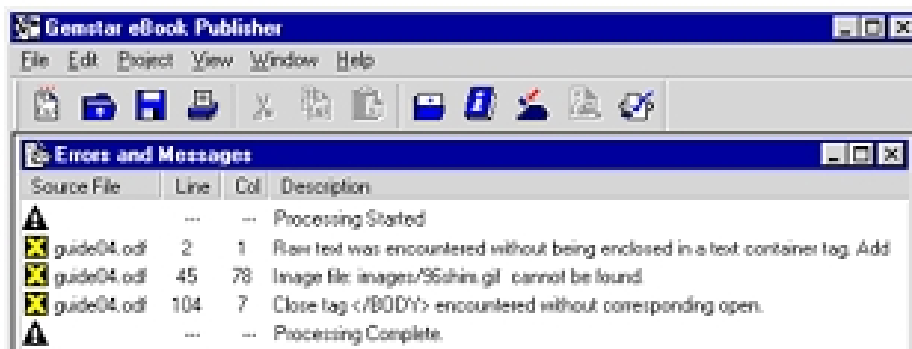 Gemstar eBook Publisher
File Edit Project View Window Help
Errors and Messages
Source File Line Col Description
--- --- Processing Started
guide04.odf 2 1 Raw text was encountered without being enclosed in a text container tag. Add
guide04.odf 45 78 Image file: images/96shim.gif cannot be found.
guide04.odf 104 7 Close tag </BODY> encountered without corresponding open.
--- --- Processing Complete.